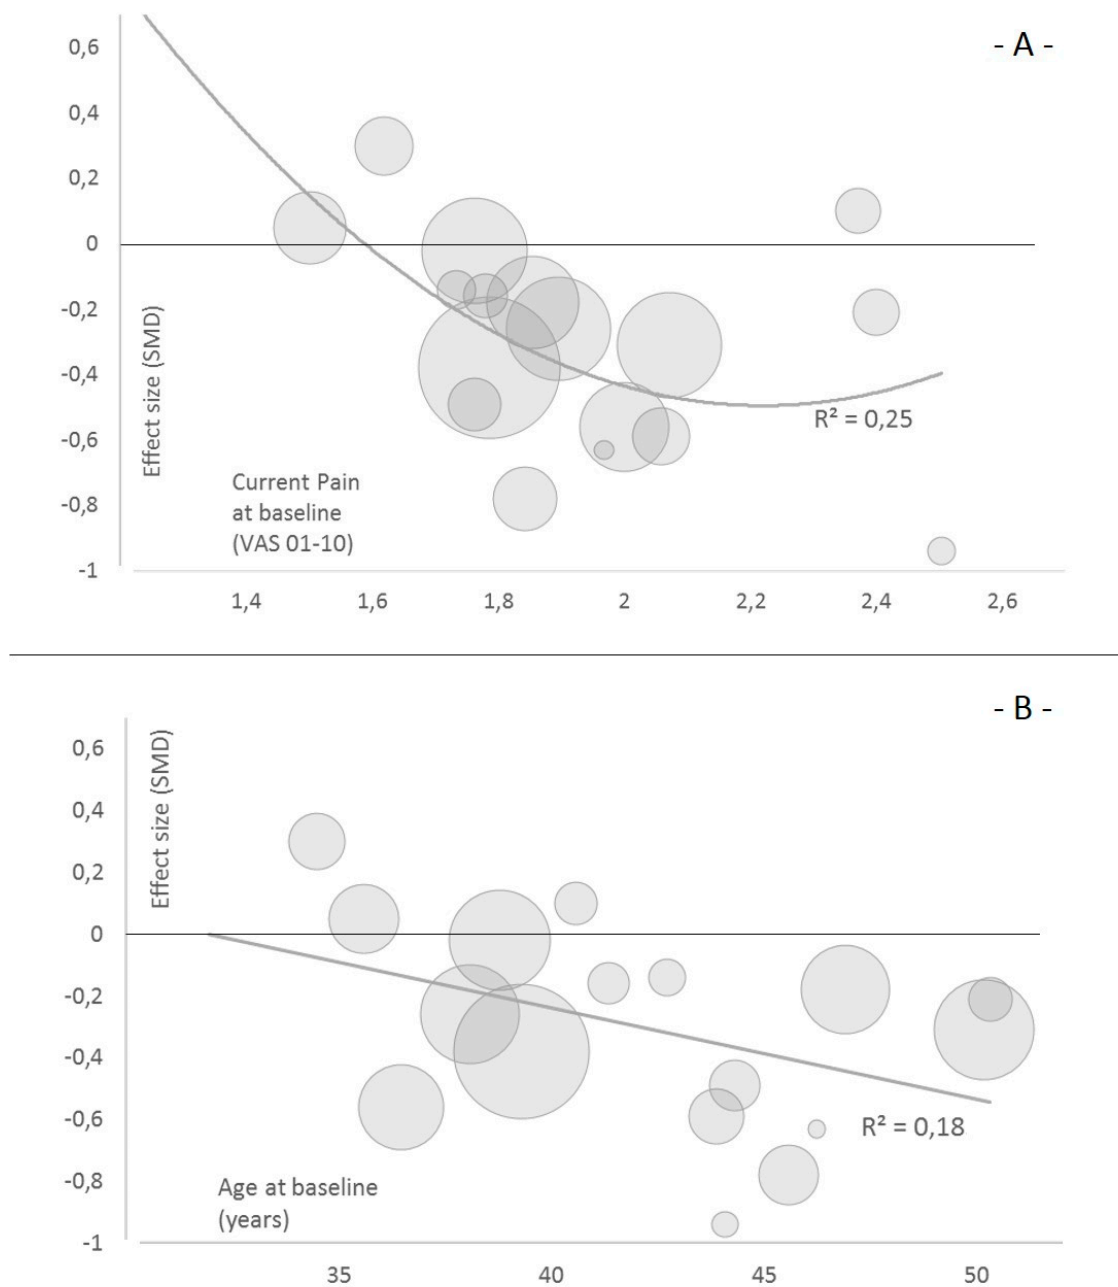 - A -
0,6
0,4
0,2
0
-0,2
-0,4
-0,6
-0,8
-1
Effect size (SMD)
R² = 0,25
Current Pain
at baseline
(VAS 01-10)
1,4 1,6 1,8 2 2,2 2,4 2,6
- B -
0,6
0,4
0,2
0
-0,2
-0,4
-0,6
-0,8
-1
Effect size (SMD)
R² = 0,18
Age at baseline
(years)
35 40 45 50